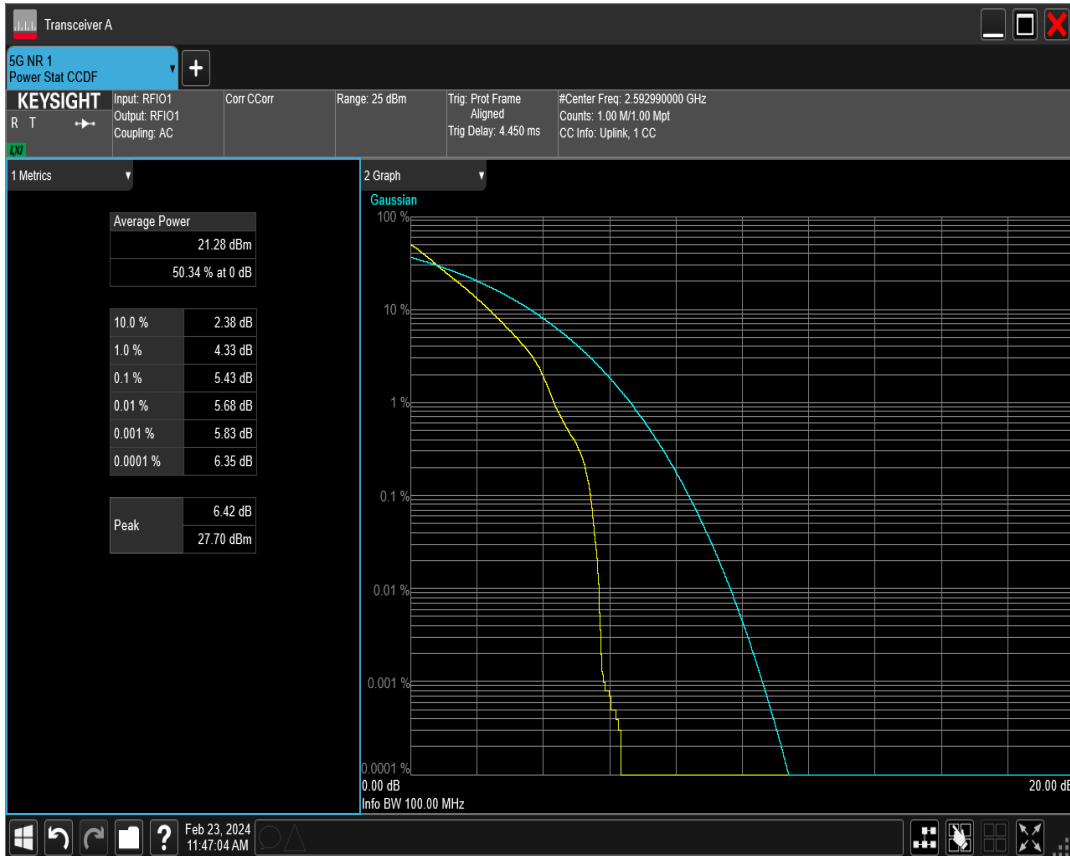 Transceiver A
5G NR 1
Power Stat CCDF
KEYSIGHT
R T
LXI
Input: RFIO1
Output: RFIO1
Coupling: AC
Corr CCorr
Range: 25 dBm
Trig: Prot Frame
Aligned
Trig Delay: 4.450 ms
#Center Freq: 2.592990000 GHz
Counts: 1.00 M/1.00 Mpt
CC Info: Uplink, 1 CC
1 Metrics
Average Power
21.28 dBm
50.34 % at 0 dB
10.0 % 2.38 dB
1.0 % 4.33 dB
0.1 % 5.43 dB
0.01 % 5.68 dB
0.001 % 5.83 dB
0.0001 % 6.35 dB
Peak
6.42 dB
27.70 dBm
2 Graph
Gaussian
100 %
10 %
1 %
0.1 %
0.01 %
0.001 %
0.0001 %
0.00 dB 20.00 dB
Info BW 100.00 MHz
?
Feb 23, 2024
11:47:04 AM